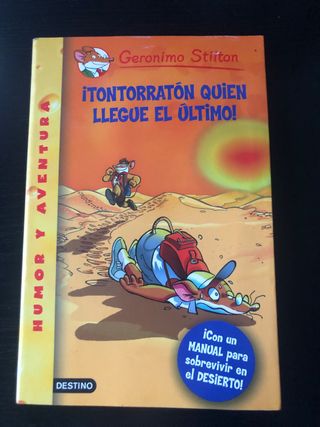 Geronimo Stilton
¡TONTORRATÓN QUIEN
LLEGUE EL ÚLTIMO!
HUMOR Y AVENTURA
¡Con un
MANUAL para
sobrevivir en
el DESIERTO!
DESTINO